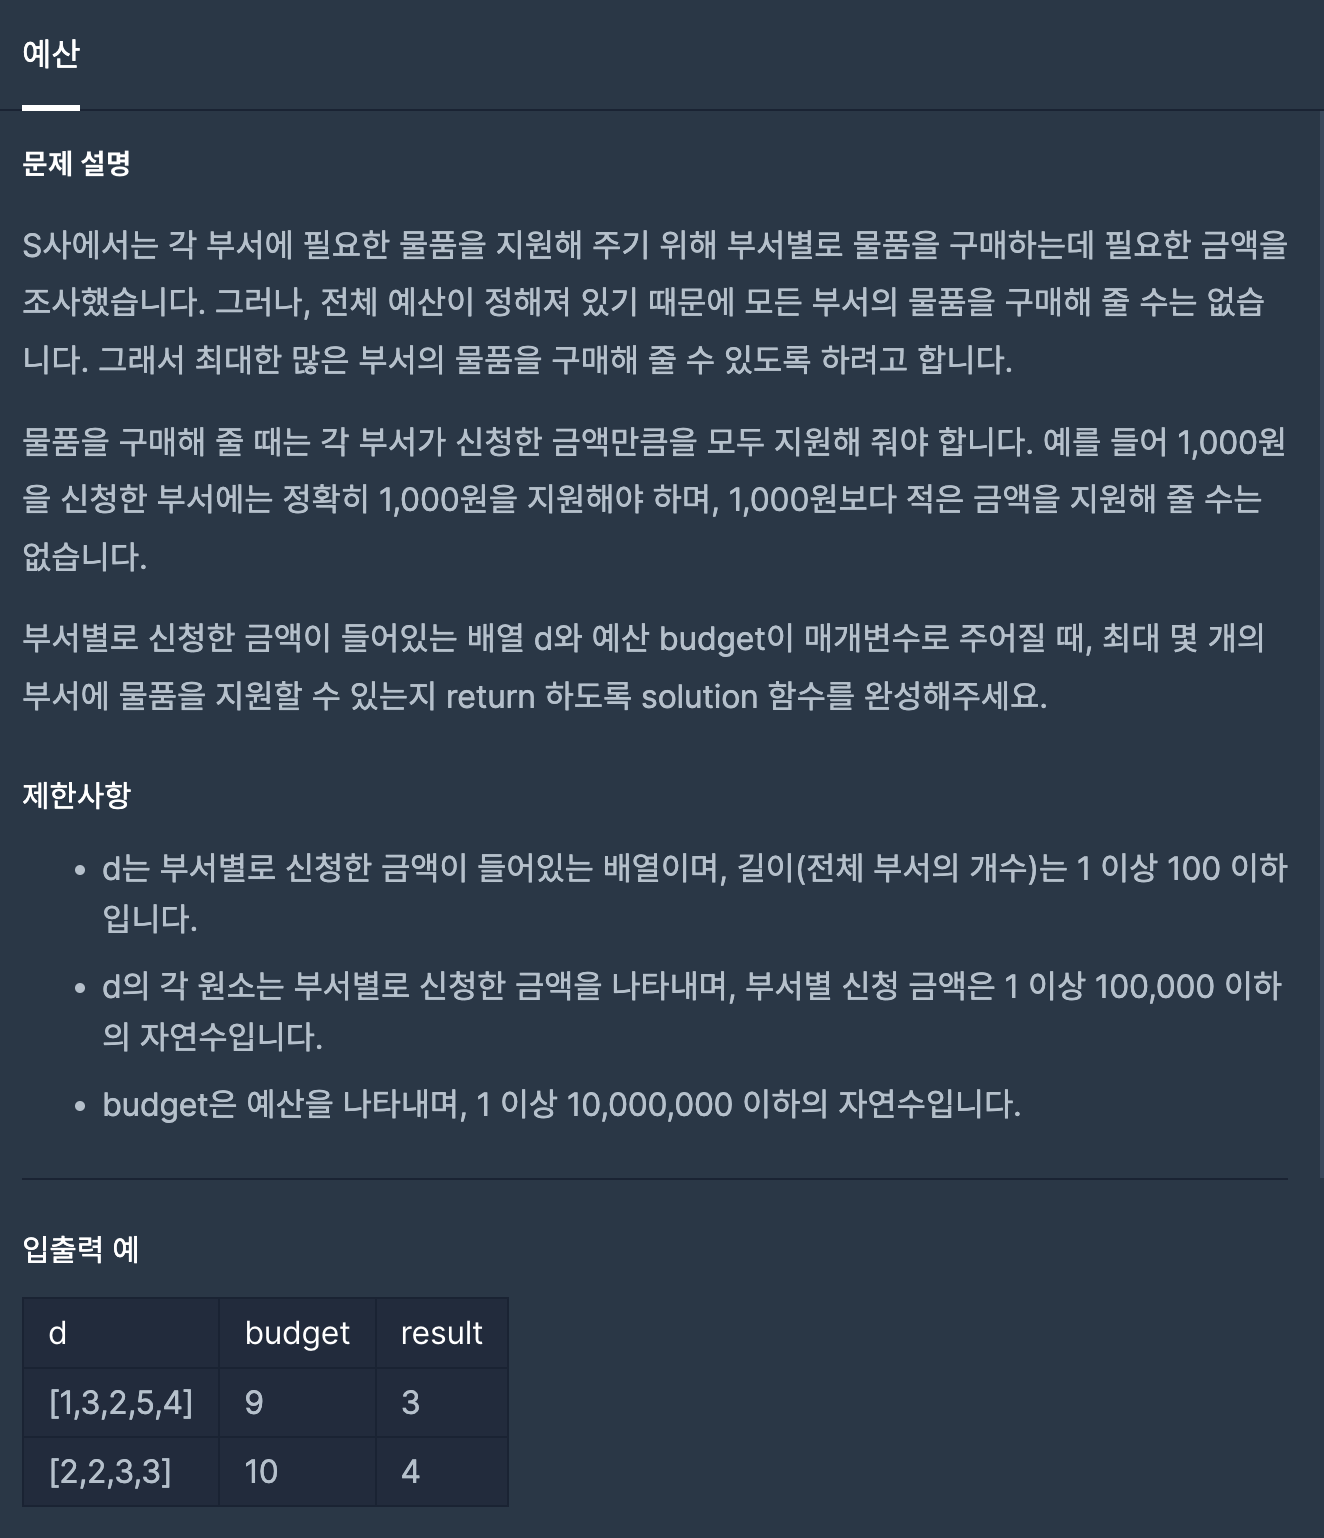 예산
문제 설명
S사에서는 각 부서에 필요한 물품을 지원해 주기 위해 부서별로 물품을 구매하는데 필요한 금액을
조사했습니다. 그러나, 전체 예산이 정해져 있기 때문에 모든 부서의 물품을 구매해 줄 수는 없습
니다. 그래서 최대한 많은 부서의 물품을 구매해 줄 수 있도록 하려고 합니다.
물품을 구매해 줄 때는 각 부서가 신청한 금액만큼을 모두 지원해 줘야 합니다. 예를 들어 1,000원
을 신청한 부서에는 정확히 1,000원을 지원해야 하며, 1,000원보다 적은 금액을 지원해 줄 수는
없습니다.
부서별로 신청한 금액이 들어있는 배열 d와 예산 budget이 매개변수로 주어질 때, 최대 몇 개의
부서에 물품을 지원할 수 있는지 return 하도록 solution 함수를 완성해주세요.
제한사항
• d는 부서별로 신청한 금액이 들어있는 배열이며, 길이(전체 부서의 개수)는 1 이상 100 이하
입니다.
• d의 각 원소는 부서별로 신청한 금액을 나타내며, 부서별 신청 금액은 1 이상 100,000 이하
의 자연수입니다.
• budget은 예산을 나타내며, 1 이상 10,000,000 이하의 자연수입니다.
입출력 예
d budget result
[1,3,2,5,4] 9 3
[2,2,3,3] 10 4